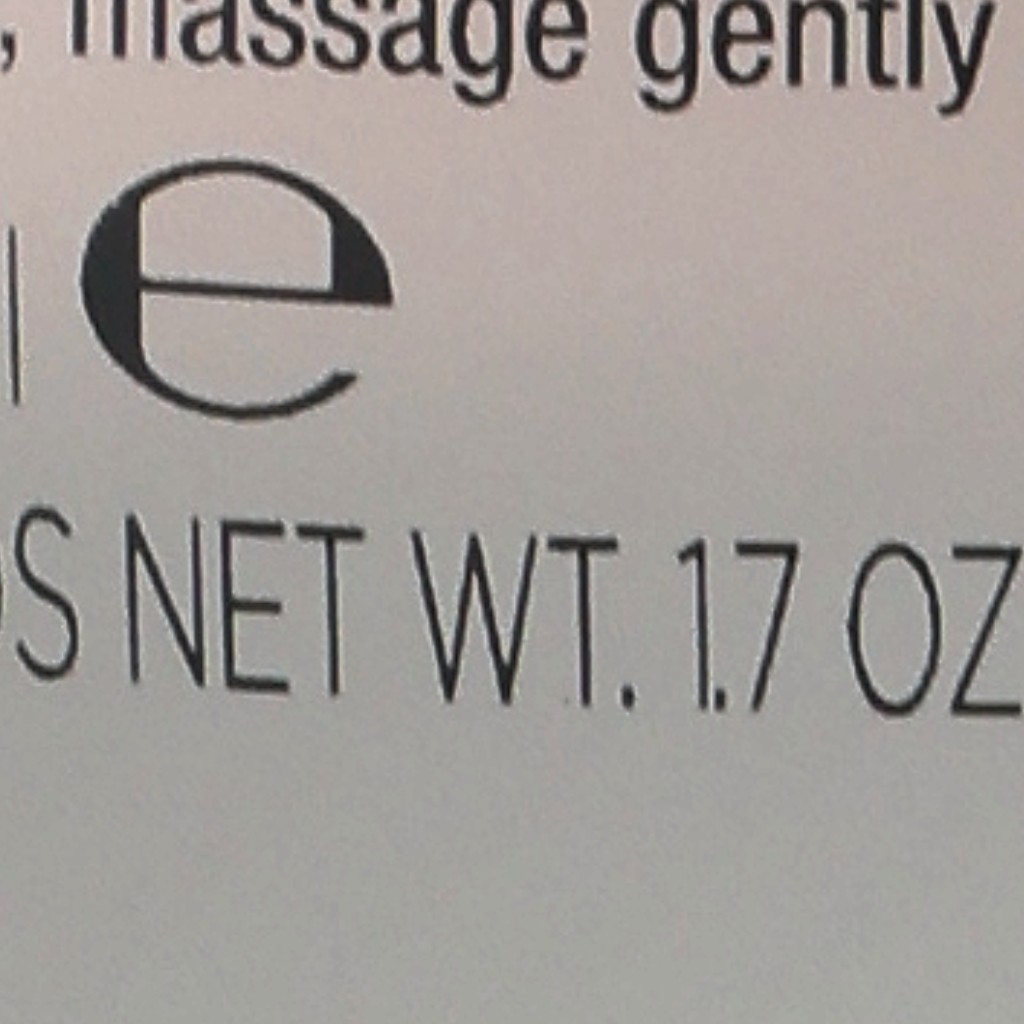 , massage gently
l e
S NET WT. 1.7 OZ